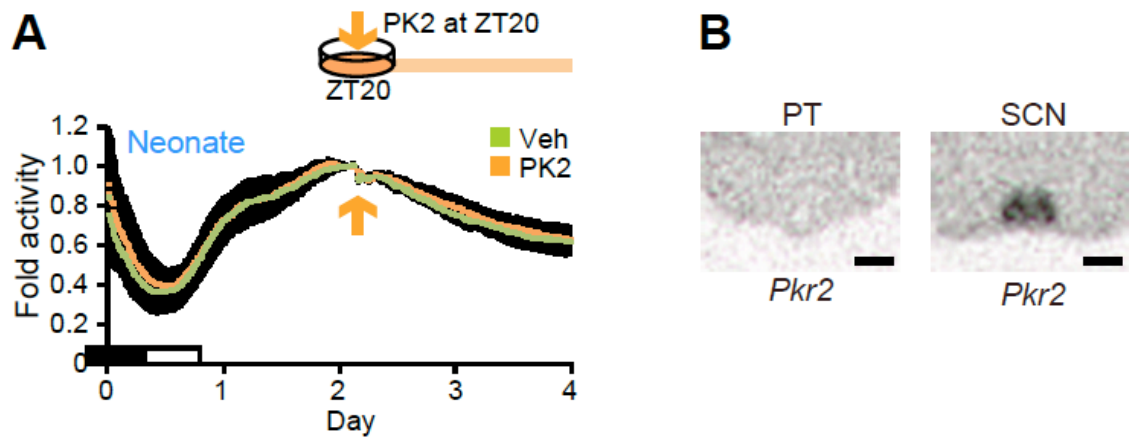 A
PK2 at ZT20
ZT20
Neonate
Veh
PK2
Fold activity
1.2
1.0
0.8
0.6
0.4
0.2
0
0 1 2 3 4
Day
B
PT SCN
Pkr2 Pkr2